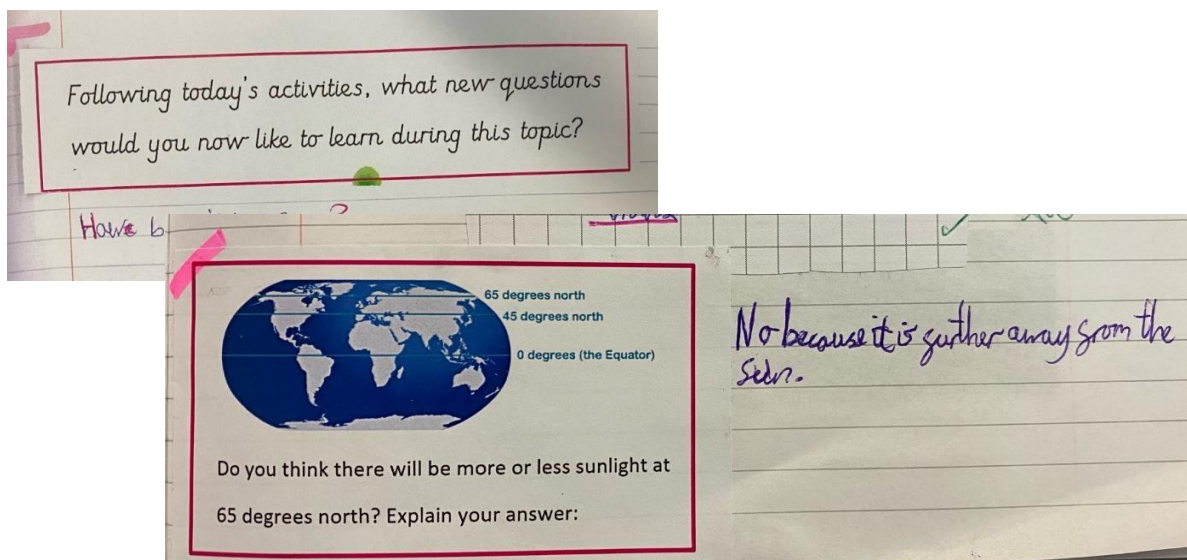 Following today's activities, what new questions
would you now like to learn during this topic?
Have b
65 degrees north
45 degrees north
0 degrees (the Equator)
Do you think there will be more or less sunlight at
65 degrees north? Explain your answer:
No because it is further away from the
sun.